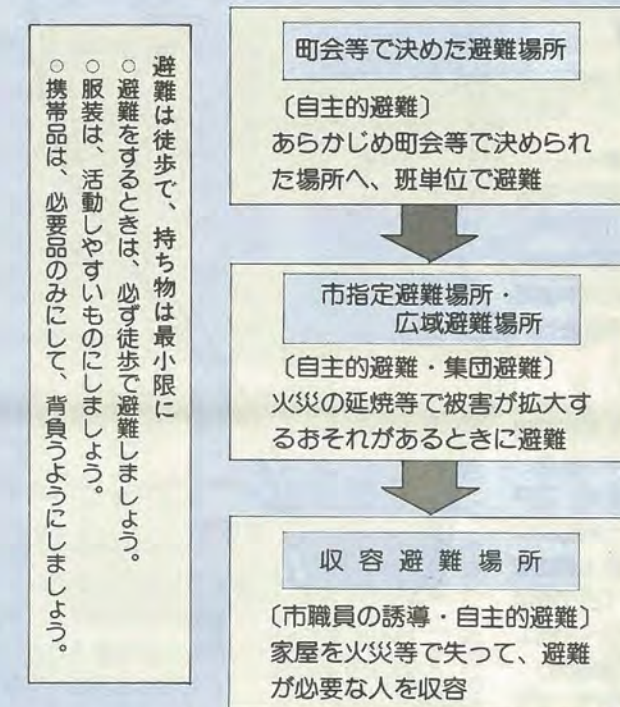 避難は徒歩で、持ち物は最小限に
○避難をするときは、必ず徒歩で避難しましょう。
○服装は、活動しやすいものにしましょう。
○携帯品は、必要品のみにして、背負うようにしましょう。
町会等で決めた避難場所
〔自主的避難〕
あらかじめ町会等で決められ
た場所へ、班単位で避難
市指定避難場所・
広域避難場所
〔自主的避難・集団避難〕
火災の延焼等で被害が拡大す
るおそれがあるときに避難
収容避難場所
〔市職員の誘導・自主的避難〕
家屋を火災等で失って、避難
が必要な人を収容